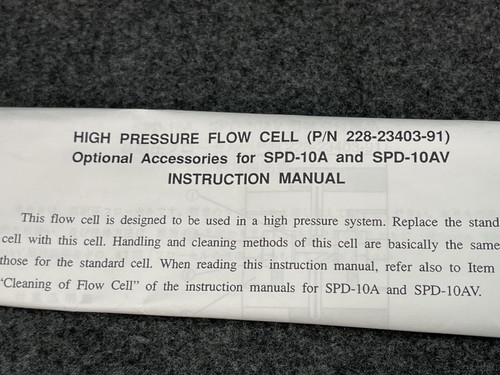 HIGH PRESSURE FLOW CELL (P/N 228-23403-91)
Optional Accessories for SPD-10A and SPD-10AV
INSTRUCTION MANUAL
This flow cell is designed to be used in a high pressure system. Replace the stand
cell with this cell. Handling and cleaning methods of this cell are basically the same
those for the standard cell. When reading this instruction manual, refer also to Item
"Cleaning of Flow Cell" of the instruction manuals for SPD-10A and SPD-10AV.